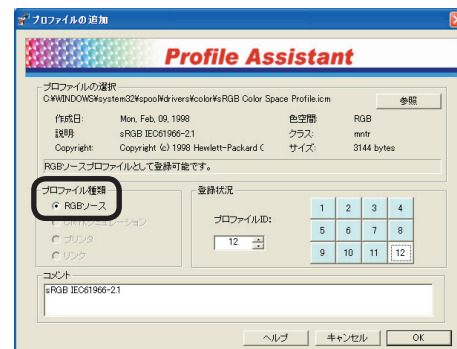 プロファイルの追加
Profile Assistant
プロファイルの選択
C:¥WINDOWS¥system32¥spool¥drivers¥color¥sRGB Color Space Profile.icm
参照
作成日: Mon, Feb, 09, 1998 色空間: RGB
説明: sRGB IEC61966-2.1 クラス: mntr
Copyright: Copyright (c) 1998 Hewlett-Packard C サイズ: 3144 bytes
RGBソースプロファイルとして登録可能です。
プロファイル種類
RGBソース
CMYKシミュレーション
プリンタ
リンク
登録状況
プロファイルID:
12
1 2 3 4
5 6 7 8
9 10 11 12
コメント
sRGB IEC61966-2.1
ヘルプ キャンセル OK